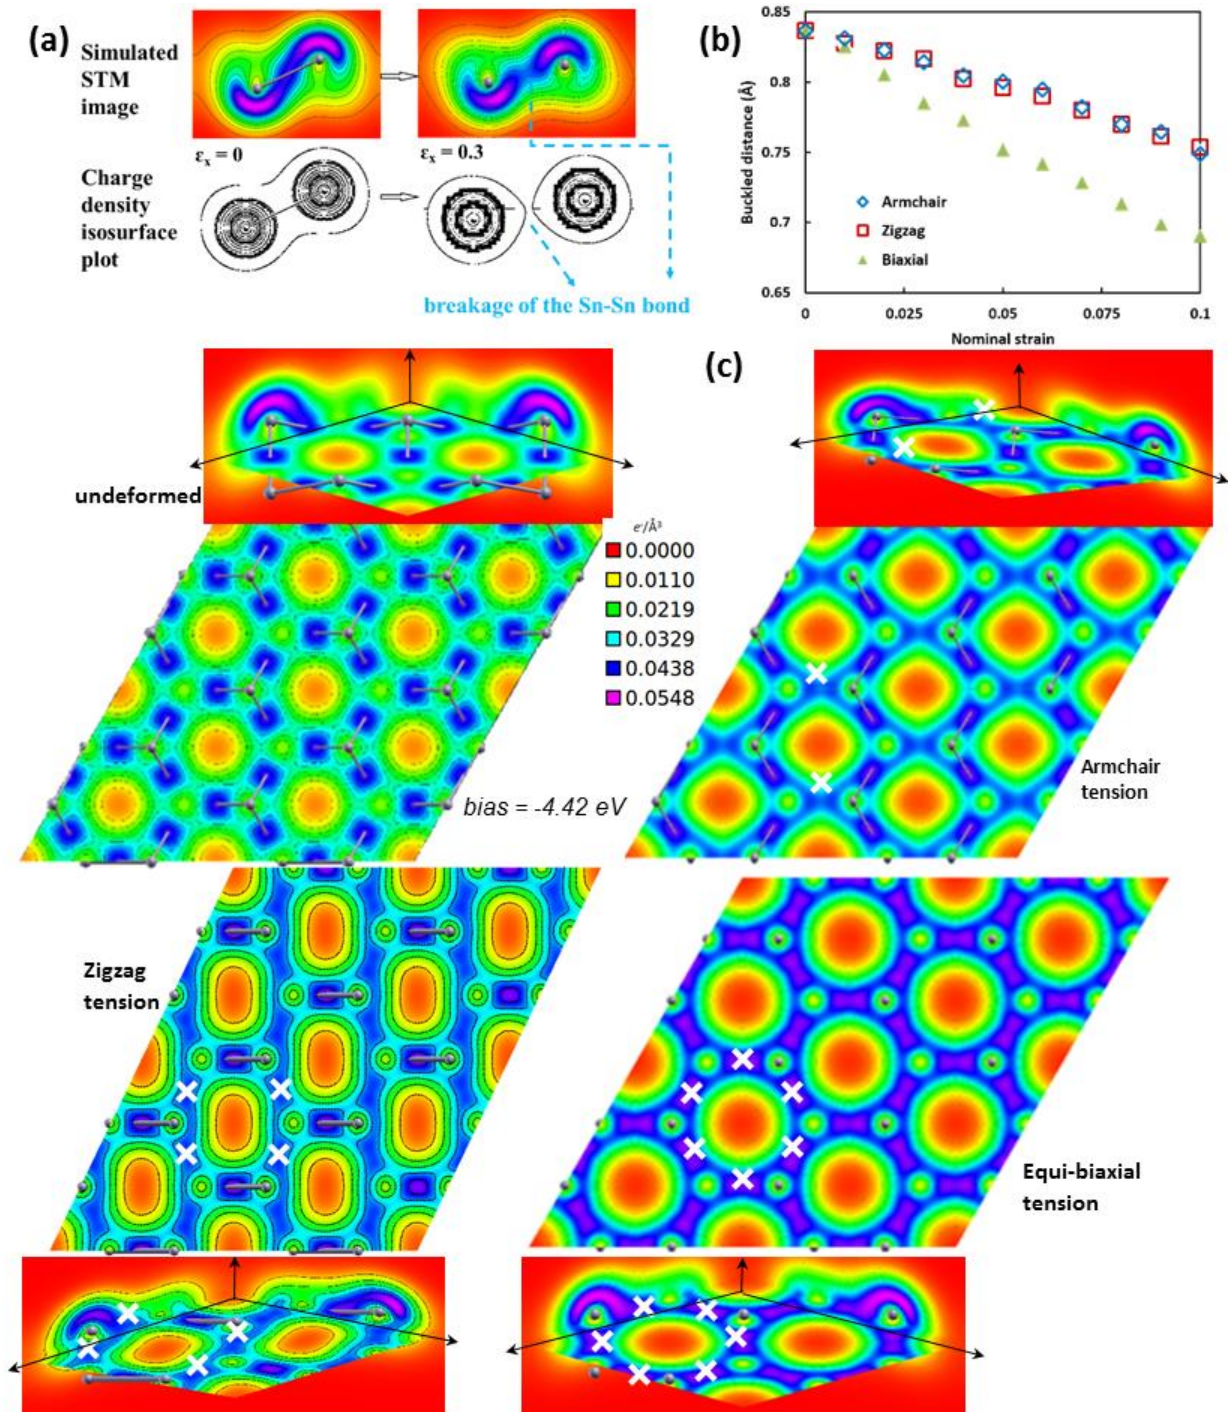 (a)
Simulated
STM
image
εx = 0
εx = 0.3
Charge
density
isosurface
plot
breakage of the Sn-Sn bond
(b)
0.85
0.8
0.75
0.7
0.65
Buckled distance (Å)
Armchair
Zigzag
Biaxial
0
0.025
0.05
0.075
0.1
Nominal strain
(c)
undeformed
e⁻/Å³
0.0000
0.0110
0.0219
0.0329
0.0438
0.0548
bias = -4.42 eV
Armchair
tension
Zigzag
tension
Equi-biaxial
tension